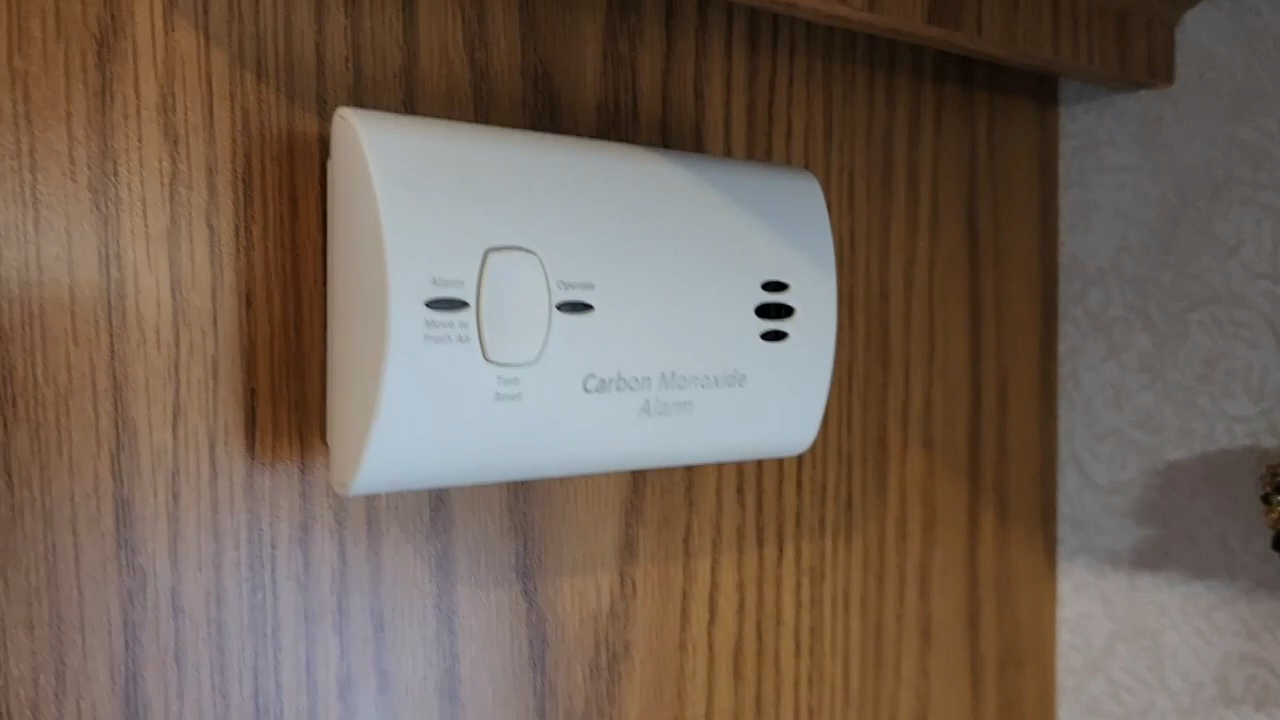 Alarm
Move to
Fresh Air
Operate
Test/
Reset
Carbon Monoxide
Alarm